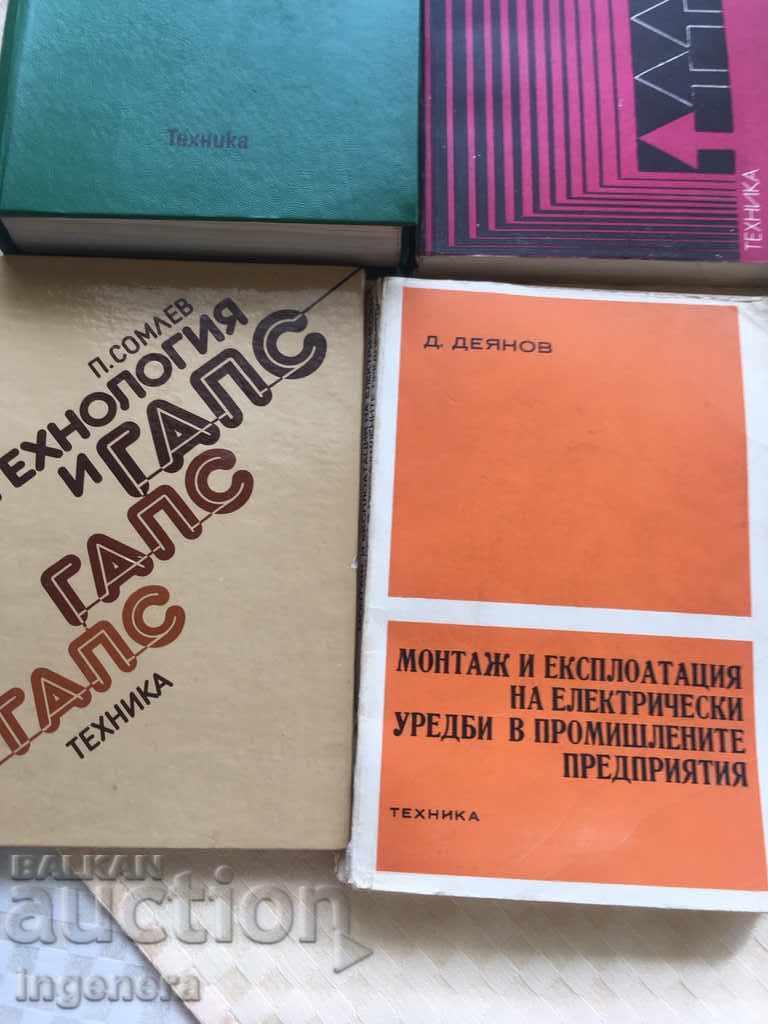 Техника
ТЕХНИКА
П. СОМЛЕВ
ТЕХНОЛОГИЯ
И ГАПС
ГАПС
ГАПС
ТЕХНИКА
Д. ДЕЯНОВ
МОНТАЖ И ЕКСПЛОАТАЦИЯ
НА ЕЛЕКТРИЧЕСКИ
УРЕДБИ В ПРОМИШЛЕНИТЕ
ПРЕДПРИЯТИЯ
ТЕХНИКА
БАLКАН
auction
ingenera